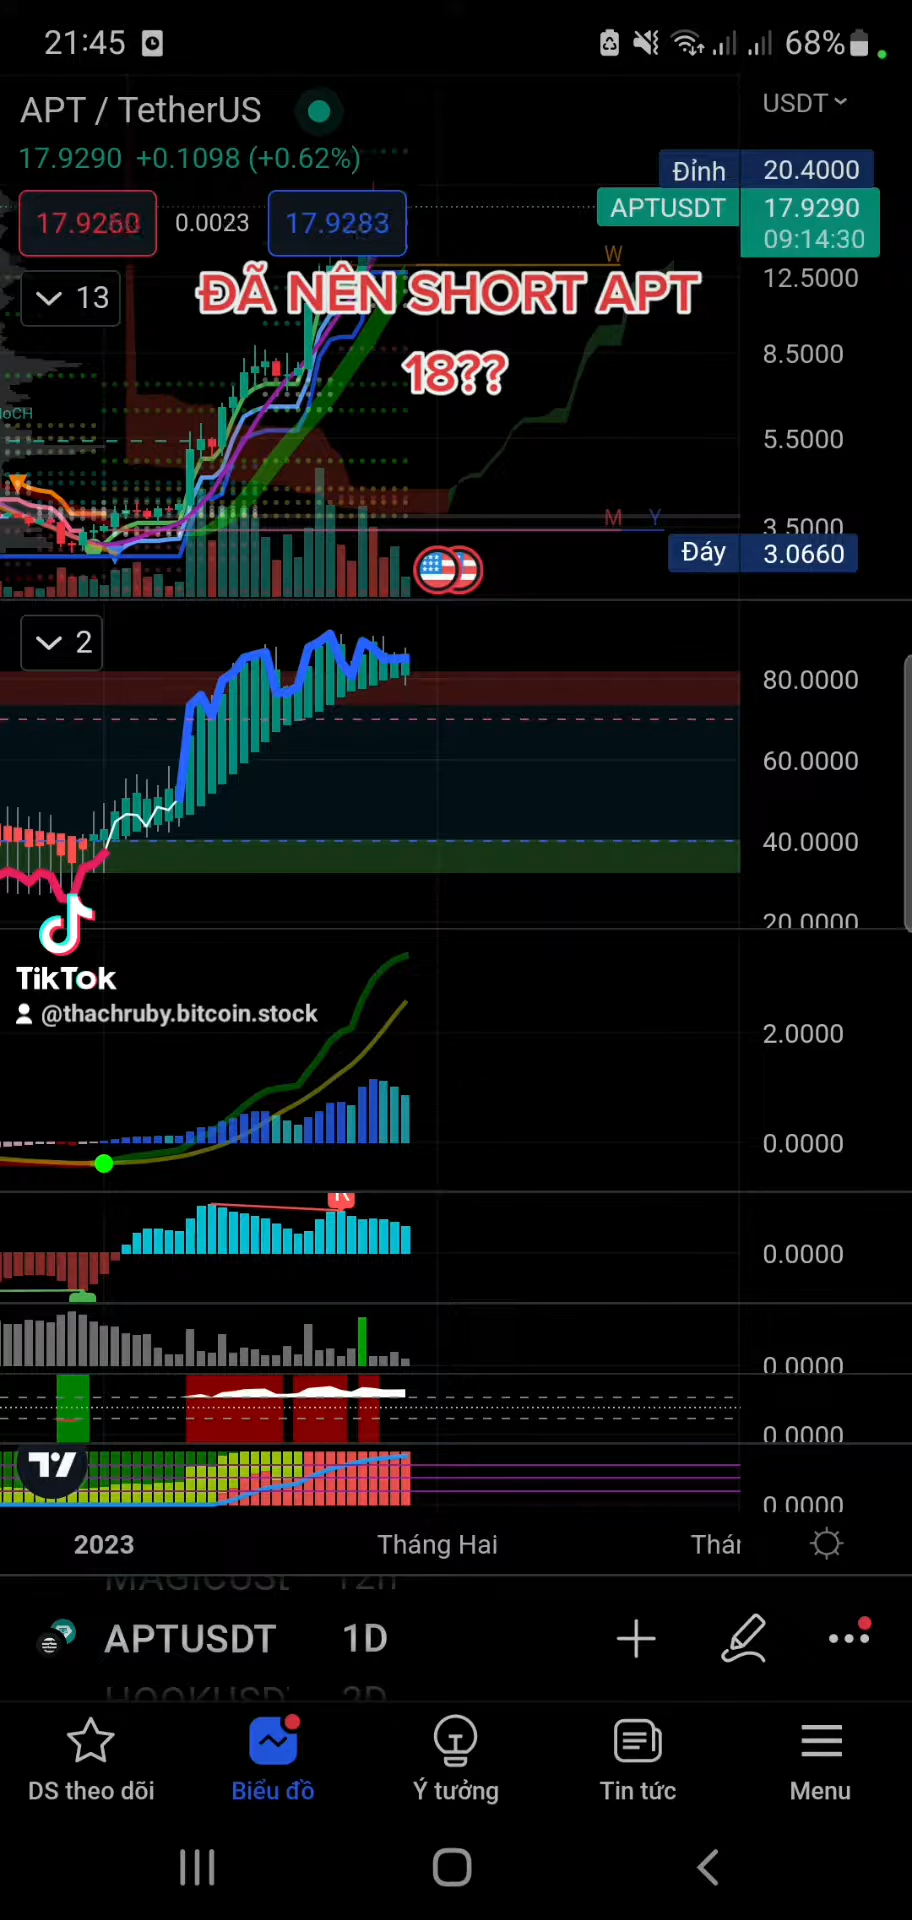 21:45
68%
APT / TetherUS
USDT
17.9290 +0.1098 (+0.62%)
Đỉnh 20.4000
17.9260 0.0023 17.9283
APTUSDT 17.9290
09:14:30
W
12.5000
13
ĐÃ NÊN SHORT APT
18??
8.5000
5.5000
M Y
3.5000
Đáy 3.0660
2
80.0000
60.0000
40.0000
20.0000
TikTok
@thachruby.bitcoin.stock
2.0000
0.0000
R
0.0000
0.0000
0.0000
0.0000
2023 Tháng Hai
APTUSDT 1D
DS theo dõi Biểu đồ Ý tưởng Tin tức Menu